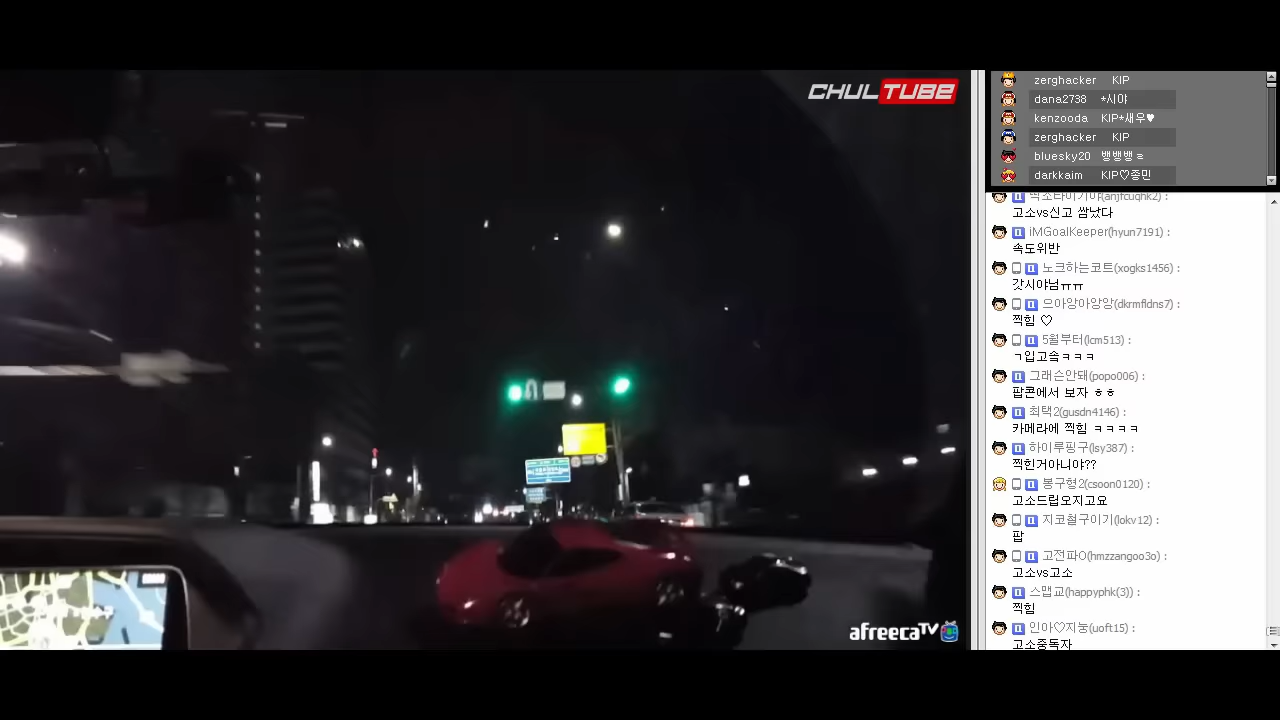 CHULTUBE
afreecaTV
zerghacker KIP
dana2738 *시야
kenzooda KIP*새우♥
zerghacker KIP
bluesky20 뱅뱅뱅ㅌ
darkkaim KIP♡종민
고소vs신고 쌈났다
iMGoalKeeper(hyun7191) :
속도위반
노크하는코트(xogks1456) :
갓시야님ㅠㅠ
으아앙아앙앙(dkrmfldns7) :
찍힘 ♡
5월부터(lcm513) :
ㄱ입고솤ㅋㅋㅋ
그래슨안돼(popo006) :
팝콘에서 보자 ㅎㅎ
최택2(gusdn4146) :
카메라에 찍힘 ㅋㅋㅋㅋ
하이루핑구(lsy387) :
찍힌거아니야??
봉구형2(csoon0120) :
고소드립오지고요
지코철구이기(lokv12) :
팝
고전파O(hmzzangoo3o) :
고소vs고소
스맵교(happyphk(3)) :
찍힘
인아♡지눙(uoft15) :
고소중독자